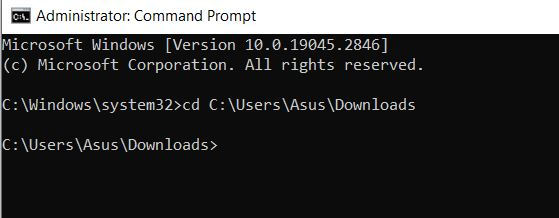 Administrator: Command Prompt
Microsoft Windows [Version 10.0.19045.2846]
(c) Microsoft Corporation. All rights reserved.
C:\Windows\system32>cd C:\Users\Asus\Downloads
C:\Users\Asus\Downloads>